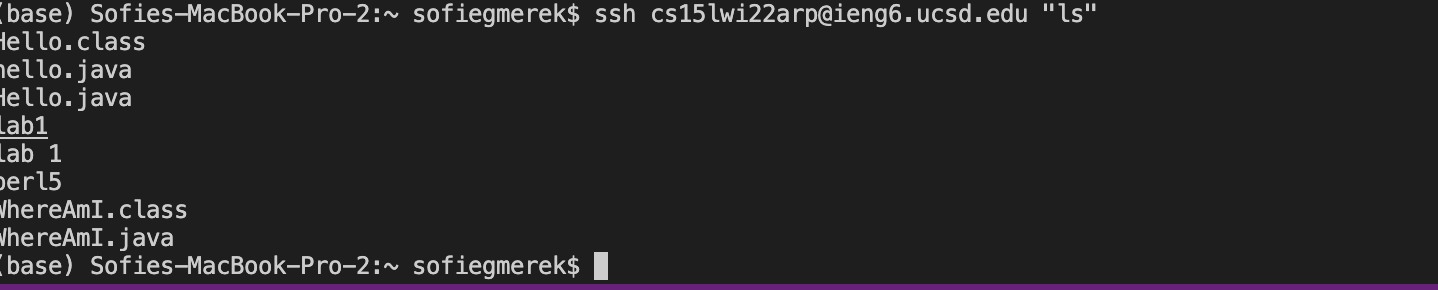 (base) Sofies-MacBook-Pro-2:~ sofiegmerek$ ssh cs15lwi22arp@ieng6.ucsd.edu "ls"
Hello.class
hello.java
Hello.java
lab1
lab 1
perl5
WhereAmI.class
WhereAmI.java
(base) Sofies-MacBook-Pro-2:~ sofiegmerek$